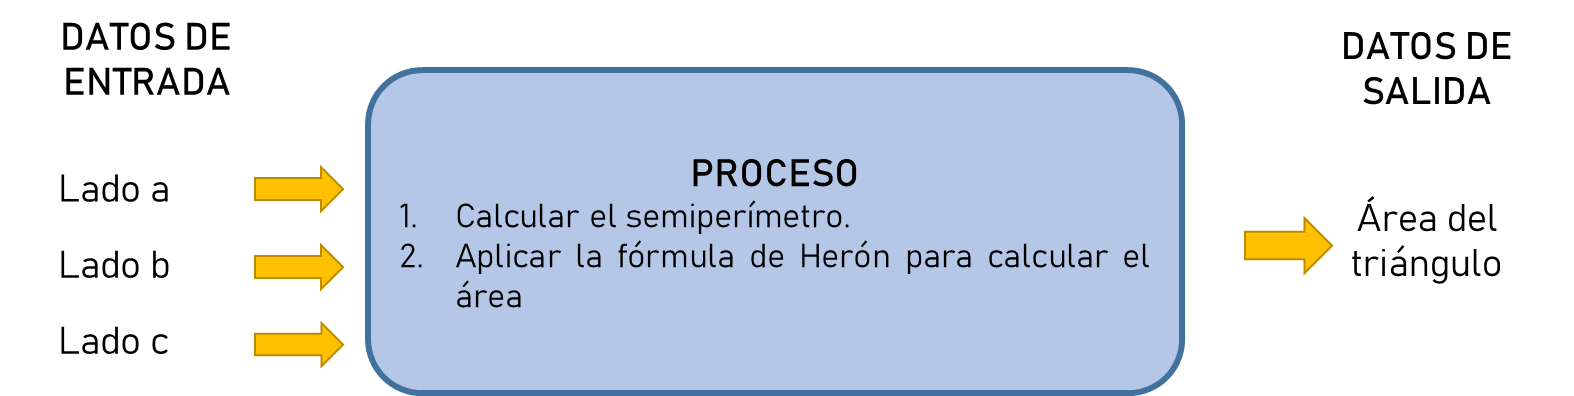 DATOS DE
ENTRADA
Lado a
Lado b
Lado c
PROCESO
1. Calcular el semiperímetro.
2. Aplicar la fórmula de Herón para calcular el
área
DATOS DE
SALIDA
Área del
triángulo